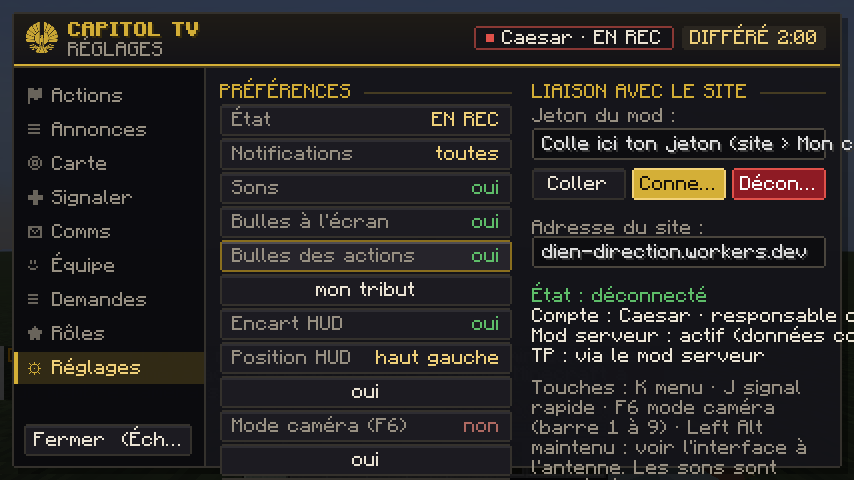 CAPITOL TV
RÉGLAGES
Caesar · EN REC
DIFFÉRÉ 2:00
Actions
Annonces
Carte
Signaler
Comms
Équipe
Demandes
Rôles
Réglages
Fermer (Éch...
PRÉFÉRENCES
État EN REC
Notifications toutes
Sons oui
Bulles à l'écran oui
Bulles des actions oui
mon tribut
Encart HUD oui
Position HUD haut gauche
oui
Mode caméra (F6) non
oui
LIAISON AVEC LE SITE
Jeton du mod :
Colle ici ton jeton (site > Mon c
Coller Conne... Décon...
Adresse du site :
dien-direction.workers.dev
État : déconnecté
Compte : Caesar · responsable
Mod serveur : actif (données co
TP : via le mod serveur
Touches : K menu · J signal
rapide · F6 mode caméra
(barre 1 à 9) · Left Alt
maintenu : voir l'interface à
l'antenne. Les sons sont